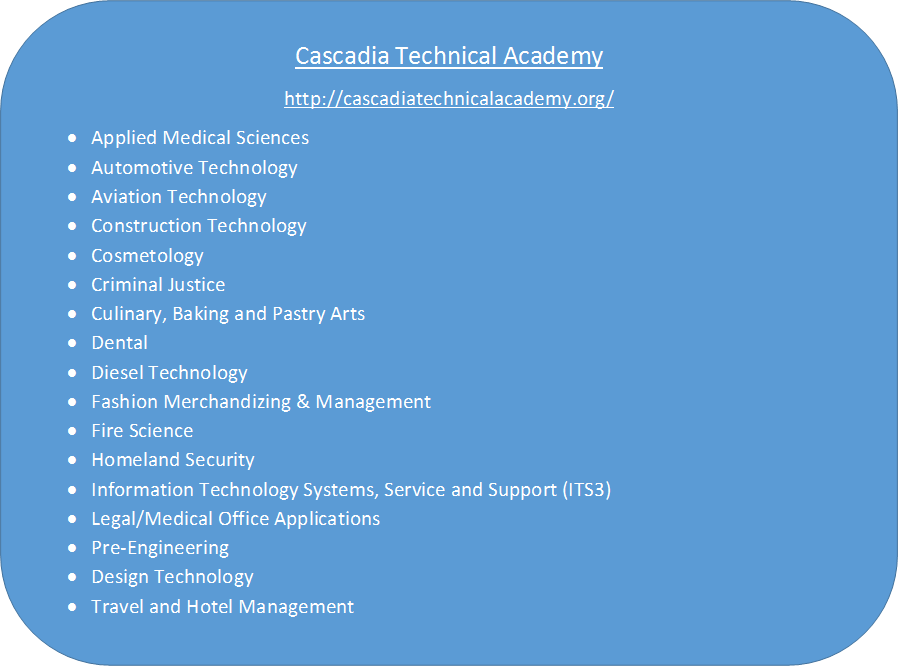 Cascadia Technical Academy
http://cascadiatechnicalacademy.org/
• Applied Medical Sciences
• Automotive Technology
• Aviation Technology
• Construction Technology
• Cosmetology
• Criminal Justice
• Culinary, Baking and Pastry Arts
• Dental
• Diesel Technology
• Fashion Merchandizing & Management
• Fire Science
• Homeland Security
• Information Technology Systems, Service and Support (ITS3)
• Legal/Medical Office Applications
• Pre-Engineering
• Design Technology
• Travel and Hotel Management